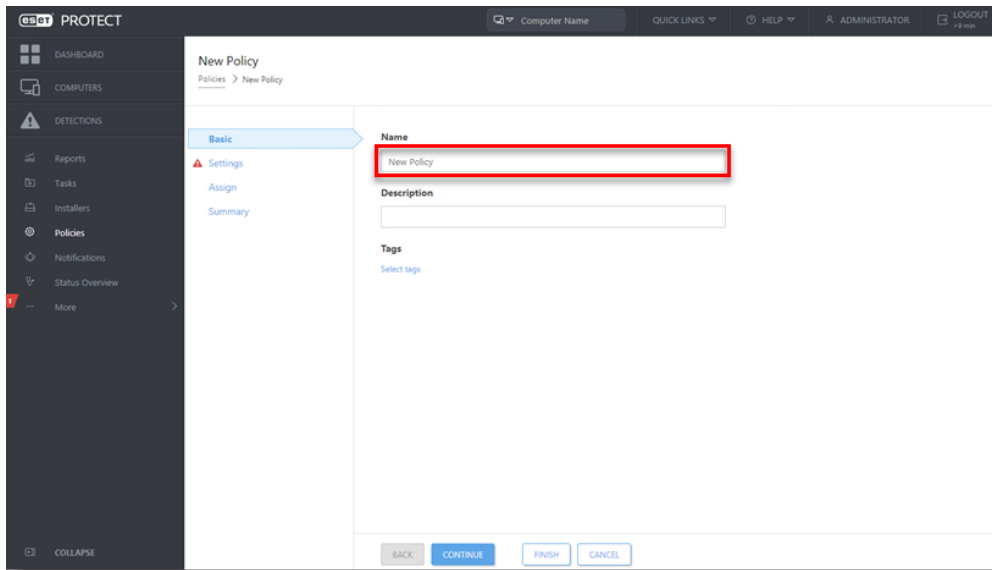 eset PROTECT
Computer Name
QUICK LINKS
HELP
ADMINISTRATOR
LOGOUT
>9 min
DASHBOARD
COMPUTERS
DETECTIONS
Reports
Tasks
Installers
Policies
Notifications
Status Overview
1
More
COLLAPSE
New Policy
Policies > New Policy
Basic
Settings
Assign
Summary
Name
New Policy
Description
Tags
Select tags
BACK
CONTINUE
FINISH
CANCEL